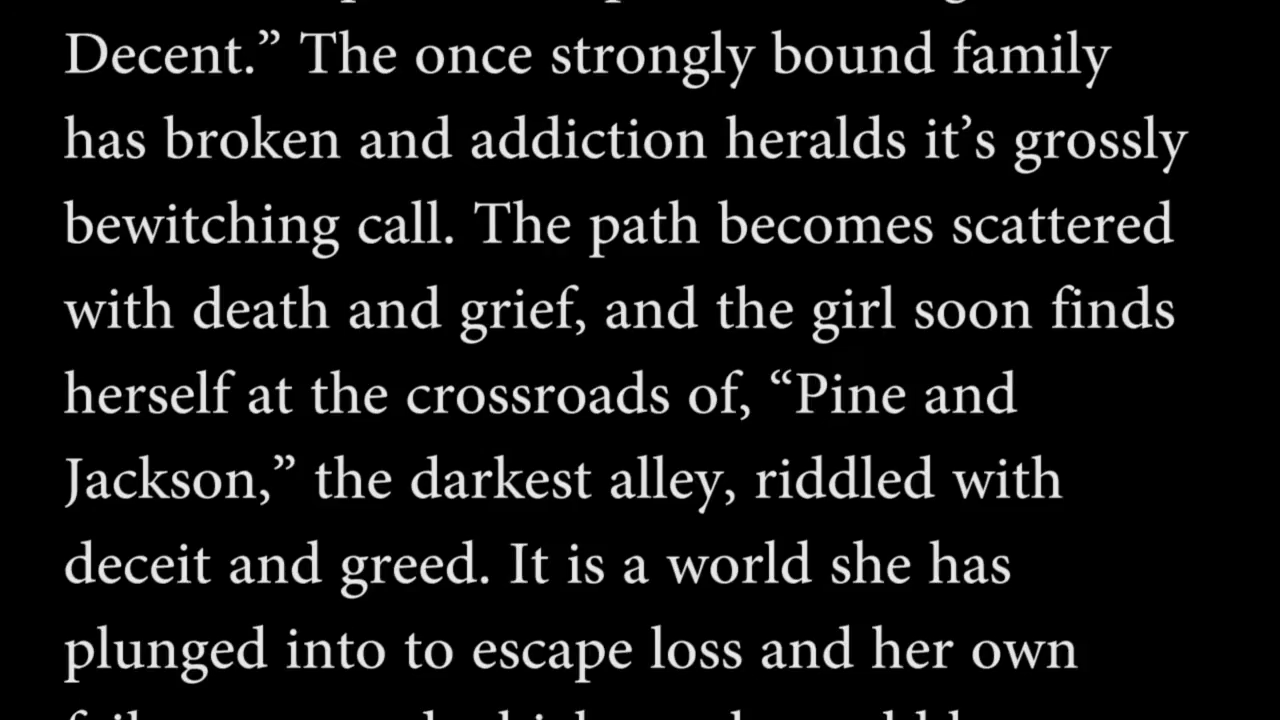 Decent.” The once strongly bound family
has broken and addiction heralds it’s grossly
bewitching call. The path becomes scattered
with death and grief, and the girl soon finds
herself at the crossroads of, “Pine and
Jackson,” the darkest alley, riddled with
deceit and greed. It is a world she has
plunged into to escape loss and her own